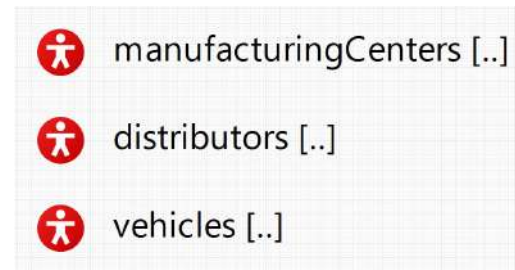 manufacturingCenters [..]
distributors [..]
vehicles [..]